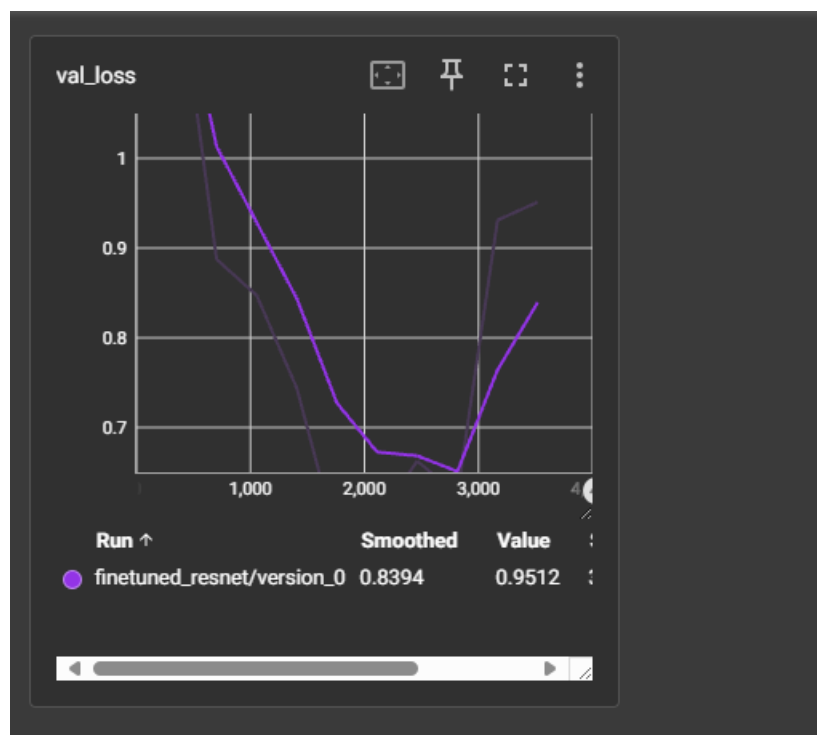 val_loss
1
0.9
0.8
0.7
1,000 2,000 3,000
Run ↑ Smoothed Value
finetuned_resnet/version_0 0.8394 0.9512